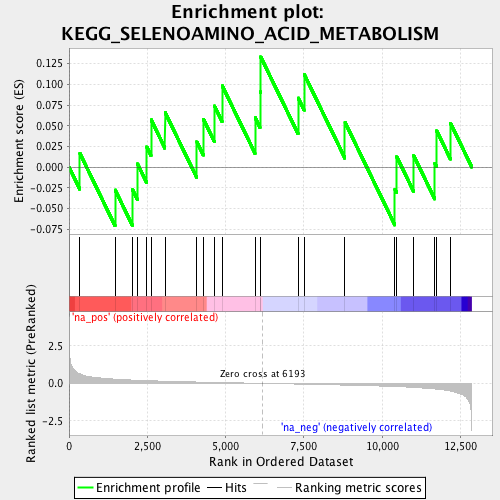 Enrichment plot:
KEGG_SELENOAMINO_ACID_METABOLISM
Enrichment score (ES)
0.125
0.100
0.075
0.050
0.025
0.000
-0.025
-0.050
-0.075
'na_pos' (positively correlated)
Ranked list metric (PreRanked)
2.5
0.0
-2.5
Zero cross at 6193
'na_neg' (negatively correlated)
0 2,500 5,000 7,500 10,000 12,500
Rank in Ordered Dataset
Enrichment profile Hits Ranking metric scores